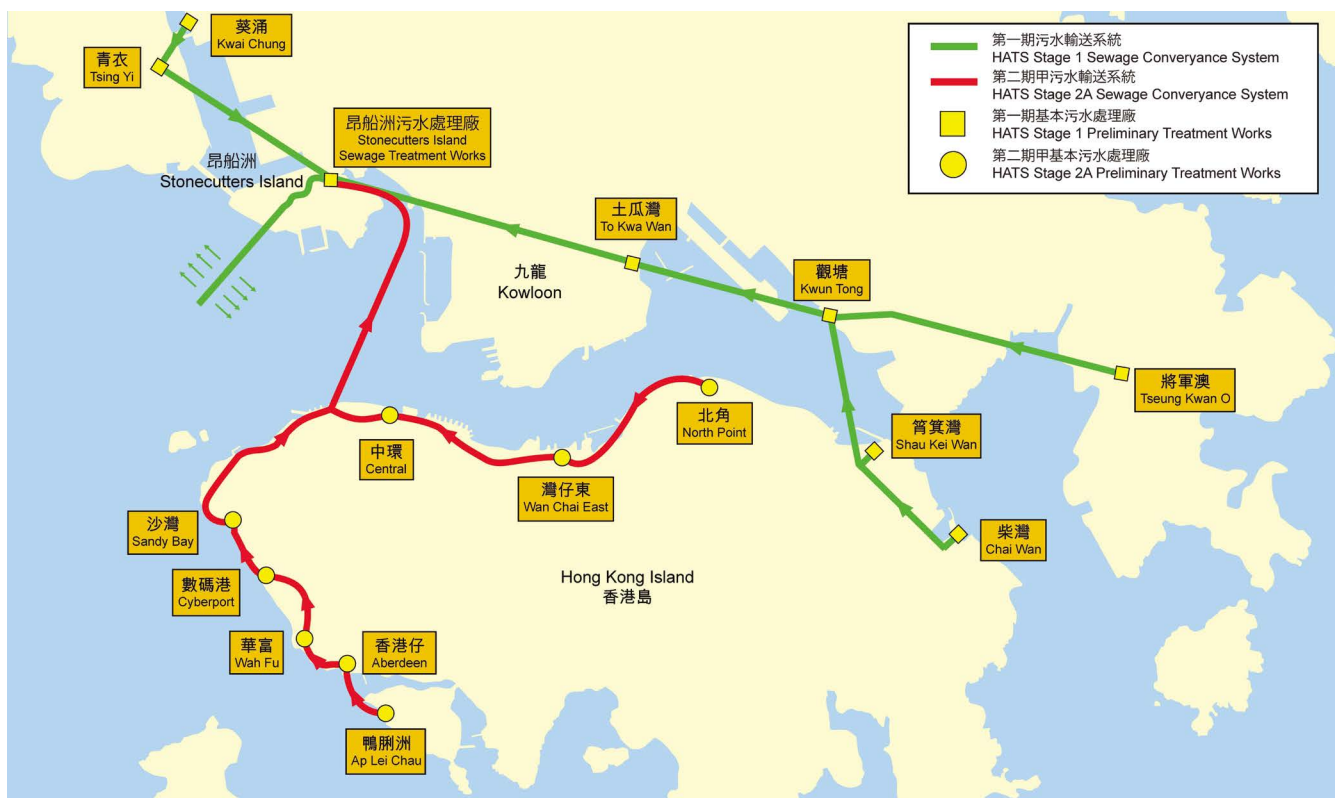 葵涌
Kwai Chung
青衣
Tsing Yi
昂船洲污水處理廠
Stonecutters Island
Sewage Treatment Works
昂船洲
Stonecutters Island
第一期污水輸送系統
HATS Stage 1 Sewage Converyance System
第二期甲污水輸送系統
HATS Stage 2A Sewage Converyance System
第一期基本污水處理廠
HATS Stage 1 Preliminary Treatment Works
第二期甲基本污水處理廠
HATS Stage 2A Preliminary Treatment Works
土瓜灣
To Kwa Wan
九龍
Kowloon
觀塘
Kwun Tong
將軍澳
Tseung Kwan O
北角
North Point
筲箕灣
Shau Kei Wan
中環
Central
灣仔東
Wan Chai East
沙灣
Sandy Bay
柴灣
Chai Wan
數碼港
Cyberport
Hong Kong Island
香港島
華富
Wah Fu
香港仔
Aberdeen
鴨脷洲
Ap Lei Chau